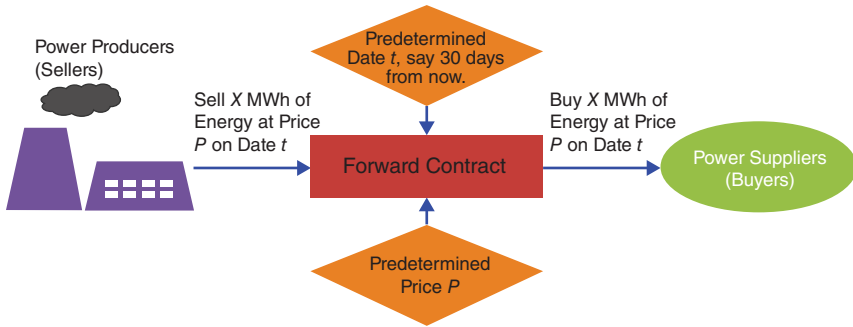 Power Producers
(Sellers)
Predetermined
Date t, say 30 days
from now.
Sell X MWh of
Energy at Price
P on Date t
Forward Contract
Buy X MWh of
Energy at Price
P on Date t
Power Suppliers
(Buyers)
Predetermined
Price P